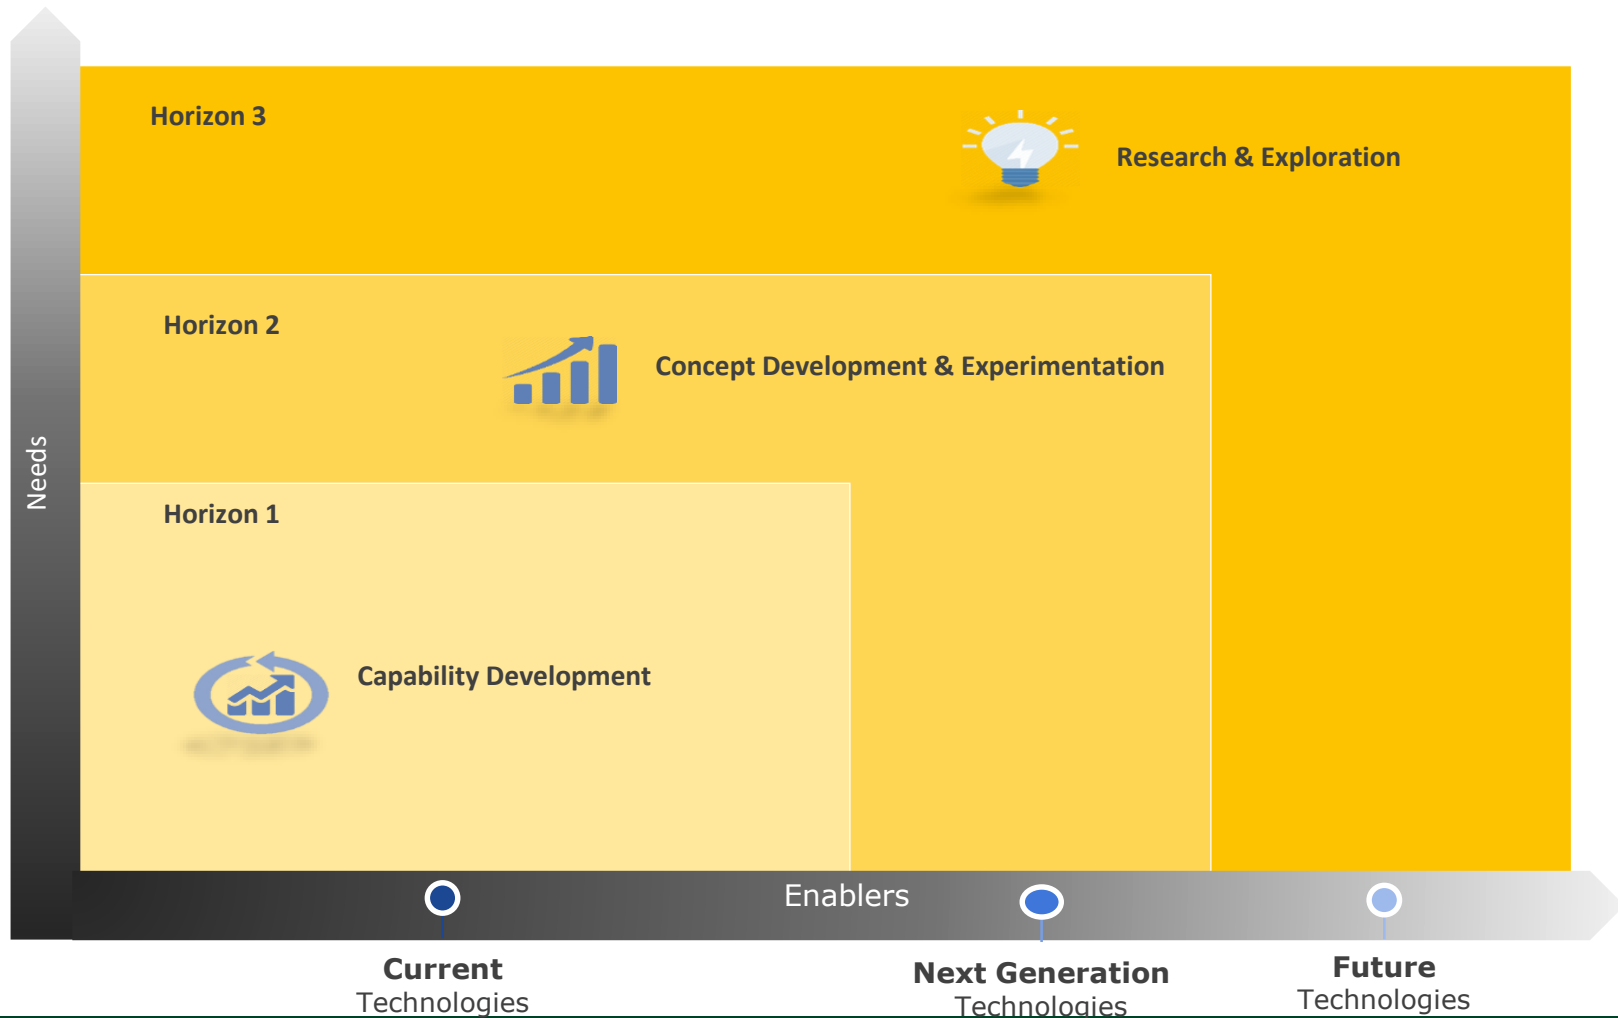 Horizon 3
Research & Exploration
Horizon 2
Concept Development & Experimentation
Needs
Horizon 1
Capability Development
Enablers
Current
Technologies
Next Generation
Technologies
Future
Technologies